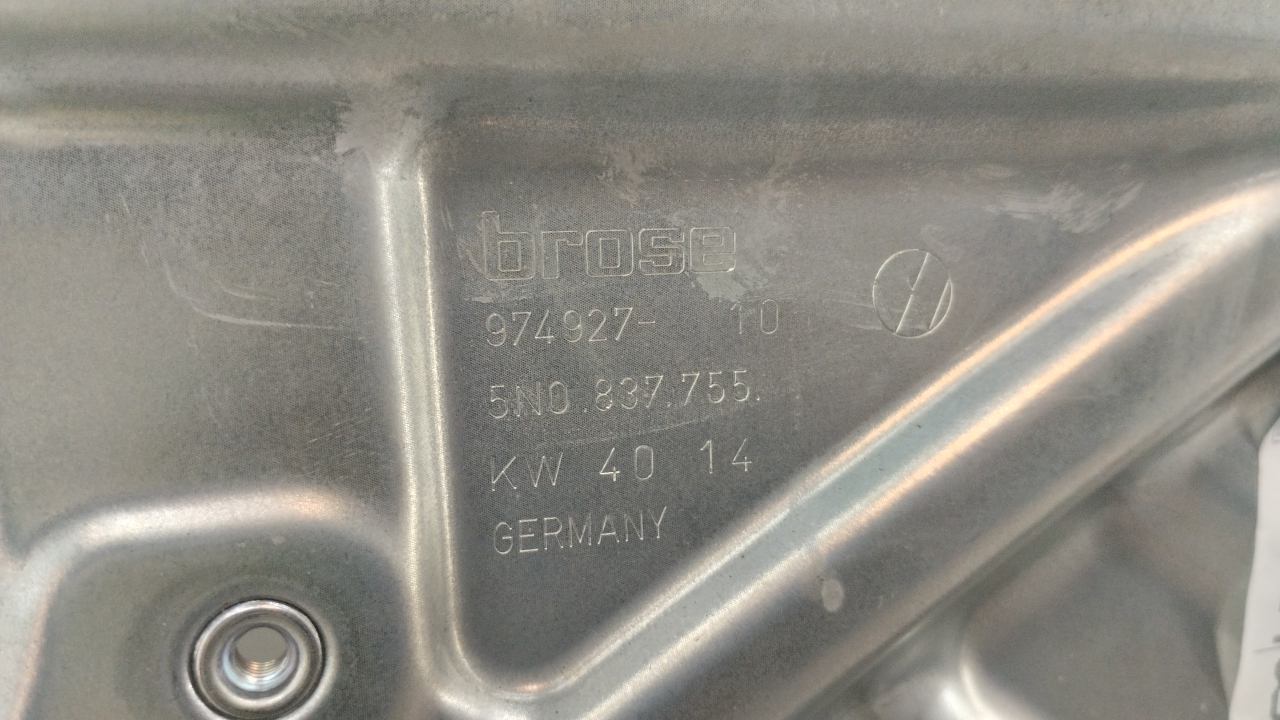 brose
974927- 10
5N0.837.755.
KW 40 14
GERMANY